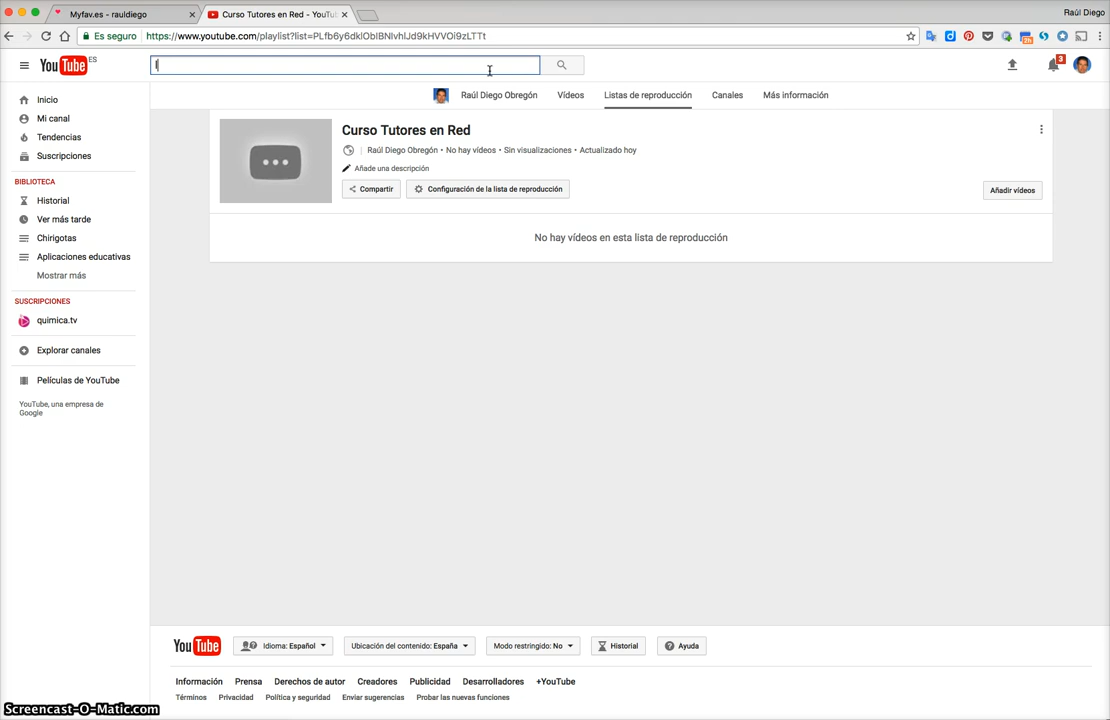 Myfav.es - rauldiego
Curso Tutores en Red - YouTu
Raúl Diego
Es seguro https://www.youtube.com/playlist?list=PLfb6y6dklOblBNlvhlJd9kHVVOi9zLTTt
2h
YouTube ES
3
Raúl Diego Obregón Vídeos Listas de reproducción Canales Más información
Inicio
Mi canal
Tendencias
Suscripciones
BIBLIOTECA
Historial
Ver más tarde
Chirigotas
Aplicaciones educativas
Mostrar más
SUSCRIPCIONES
quimica.tv
Explorar canales
Películas de YouTube
YouTube, una empresa de
Google
Curso Tutores en Red
Raúl Diego Obregón • No hay vídeos • Sin visualizaciones • Actualizado hoy
Añade una descripción
Compartir Configuración de la lista de reproducción Añadir vídeos
No hay vídeos en esta lista de reproducción
YouTube Idioma: Español Ubicación del contenido: España Modo restringido: No Historial Ayuda
Información Prensa Derechos de autor Creadores Publicidad Desarrolladores +YouTube
Términos Privacidad Política y seguridad Enviar sugerencias Probar las nuevas funciones
Screencast-O-Matic.com